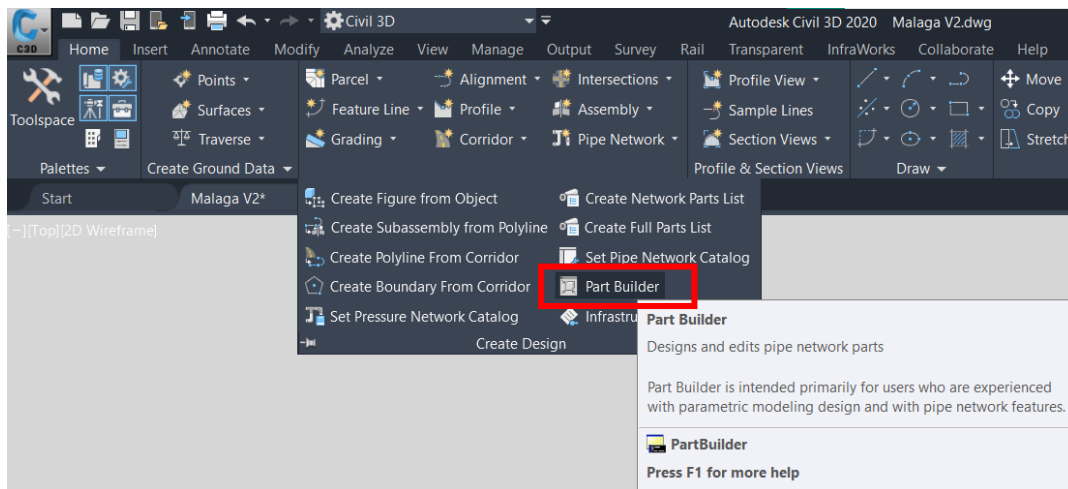 Civil 3D
Autodesk Civil 3D 2020 Malaga V2.dwg
C3D
Home Insert Annotate Modify Analyze View Manage Output Survey Rail Transparent InfraWorks Collaborate Help
Toolspace
Points
Surfaces
Traverse
Parcel
Feature Line
Grading
Alignment
Profile
Corridor
Intersections
Assembly
Pipe Network
Profile View
Sample Lines
Section Views
Move
Copy
Stretch
Palettes
Create Ground Data
Profile & Section Views
Draw
Start
Malaga V2*
[-][Top][2D Wireframe]
Create Figure from Object
Create Subassembly from Polyline
Create Polyline From Corridor
Create Boundary From Corridor
Set Pressure Network Catalog
Create Network Parts List
Create Full Parts List
Set Pipe Network Catalog
Part Builder
Infrastru
Create Design
Part Builder
Designs and edits pipe network parts
Part Builder is intended primarily for users who are experienced
with parametric modeling design and with pipe network features.
PartBuilder
Press F1 for more help